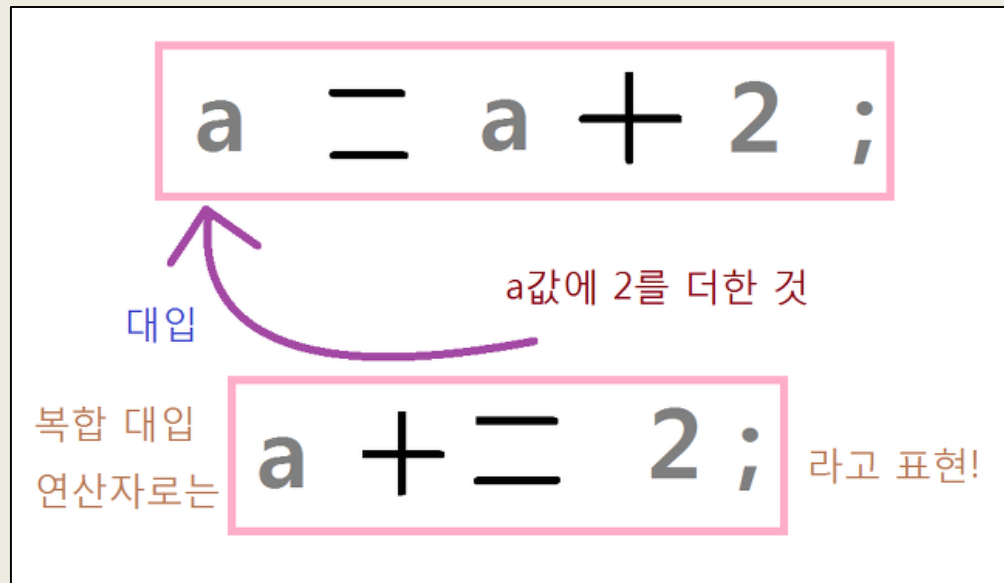 a = a + 2 ;
a값에 2를 더한 것
대입
복합 대입
연산자로는
a += 2 ;
라고 표현!